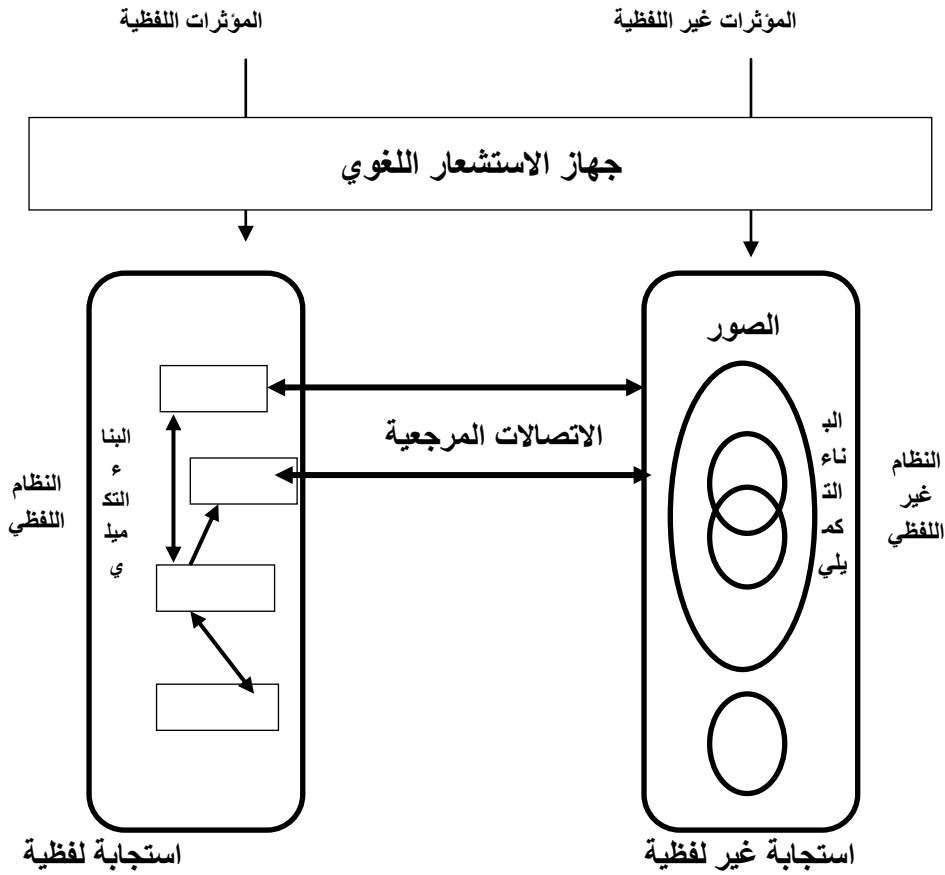 المؤثرات غير اللفظية
المؤثرات اللفظية
جهاز الاستشعار اللغوي
الصور
الب
ناء
الت
كم
يلي
النظام
غير
اللفظي
الاتصالات المرجعية
البنا
ء
التك
ميل
ي
النظام
اللفظي
استجابة غير لفظية
استجابة لفظية